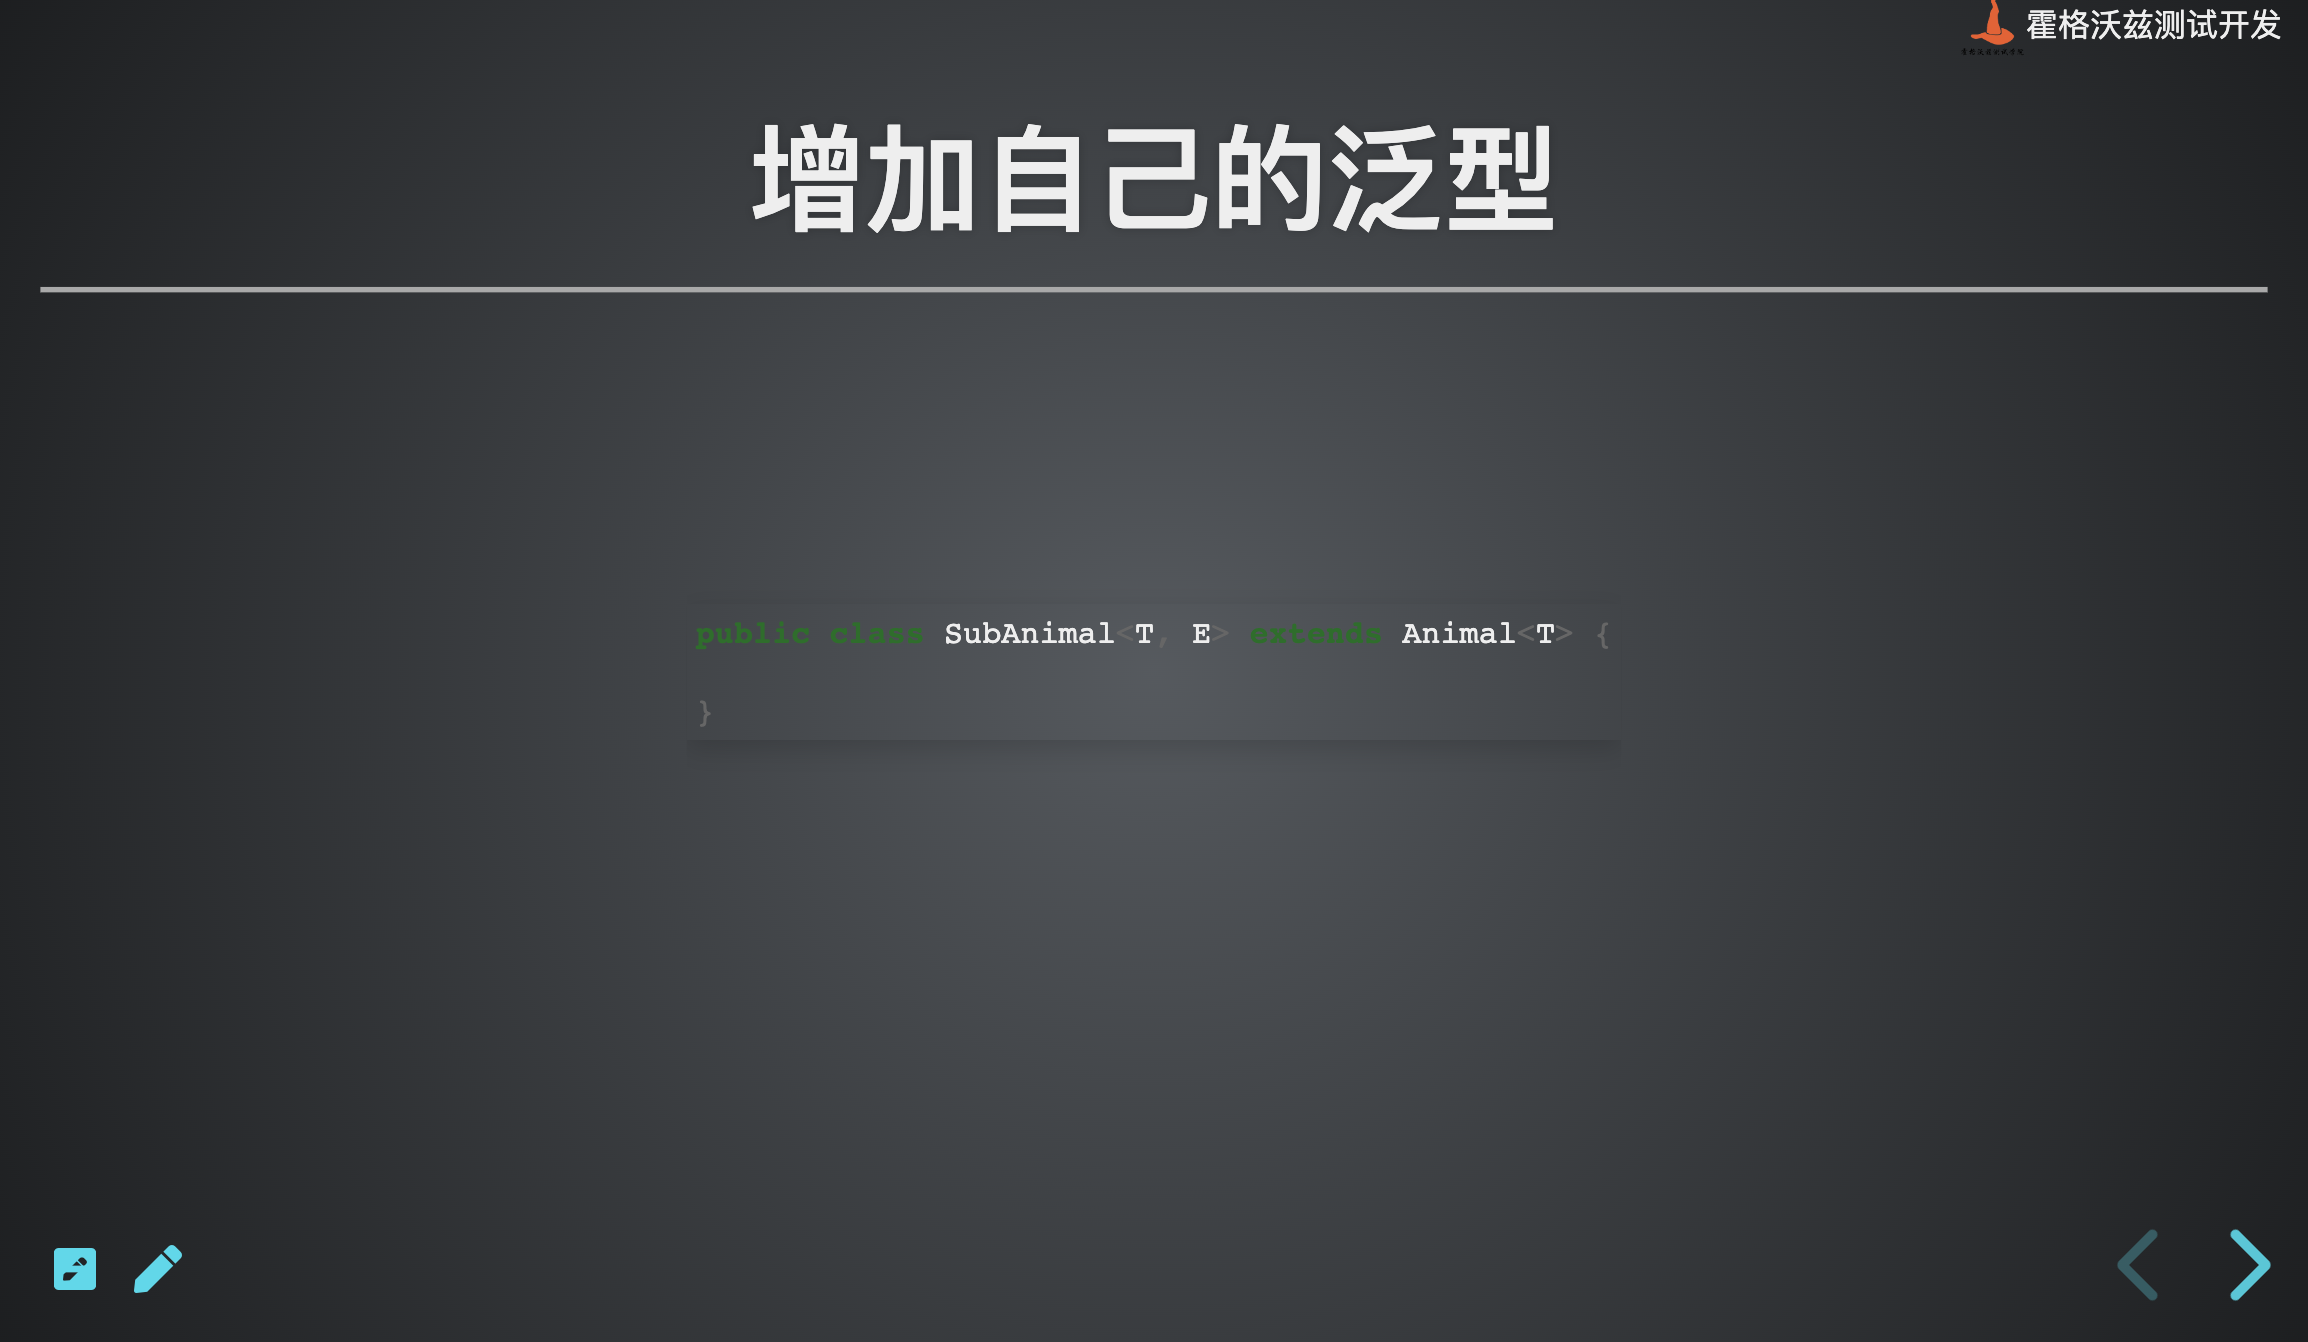 霍格沃兹测试开发
增加自己的泛型
public class SubAnimal<T, E> extends Animal<T> {
}